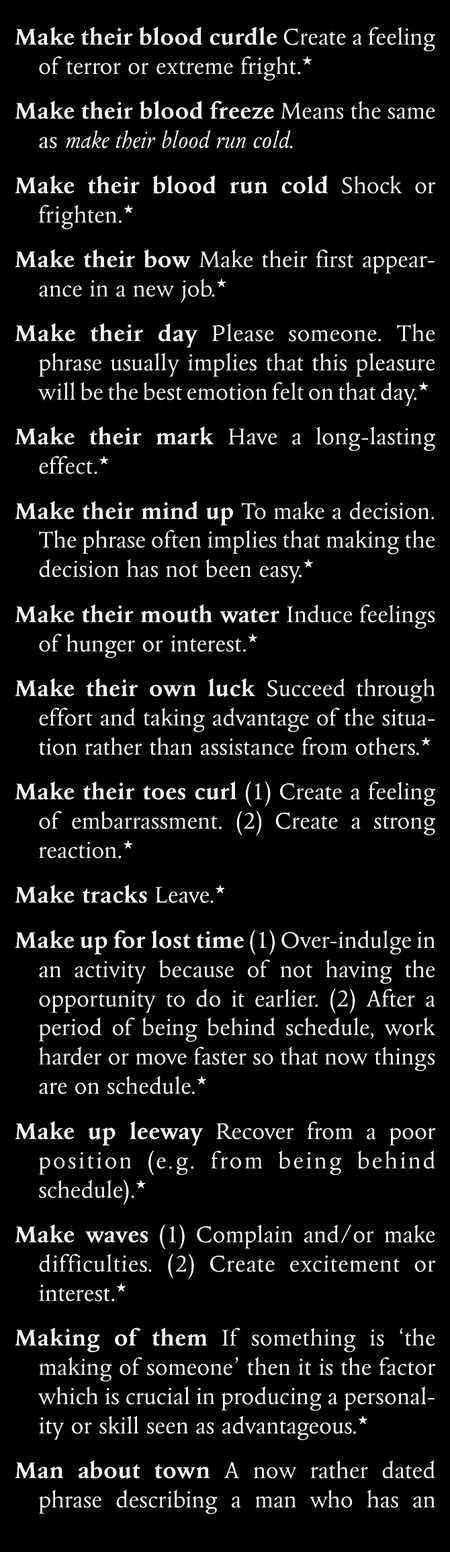 Make their blood curdle Create a feeling
of terror or extreme fright.★
Make their blood freeze Means the same
as make their blood run cold.
Make their blood run cold Shock or
frighten.★
Make their bow Make their first appear-
ance in a new job.★
Make their day Please someone. The
phrase usually implies that this pleasure
will be the best emotion felt on that day.★
Make their mark Have a long-lasting
effect.★
Make their mind up To make a decision.
The phrase often implies that making the
decision has not been easy.★
Make their mouth water Induce feelings
of hunger or interest.★
Make their own luck Succeed through
effort and taking advantage of the situa-
tion rather than assistance from others.★
Make their toes curl (1) Create a feeling
of embarrassment. (2) Create a strong
reaction.★
Make tracks Leave.★
Make up for lost time (1) Over-indulge in
an activity because of not having the
opportunity to do it earlier. (2) After a
period of being behind schedule, work
harder or move faster so that now things
are on schedule.★
Make up leeway Recover from a poor
position (e.g. from being behind
schedule).★
Make waves (1) Complain and/or make
difficulties. (2) Create excitement or
interest.★
Making of them If something is ‘the
making of someone’ then it is the factor
which is crucial in producing a personal-
ity or skill seen as advantageous.★
Man about town A now rather dated
phrase describing a man who has an